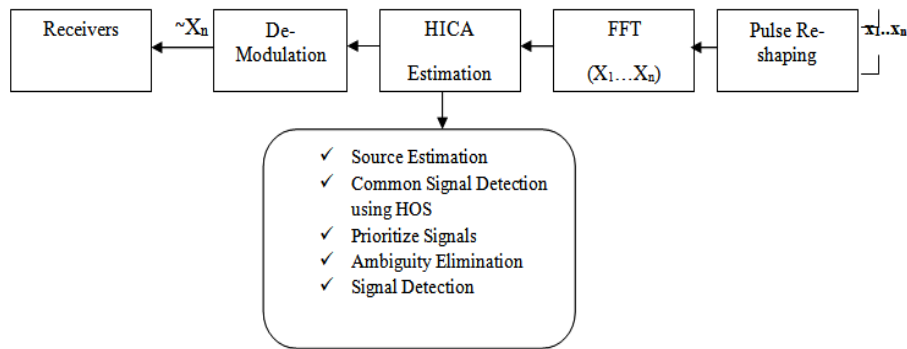 Receivers
~Xn
De-
Modulation
HICA
Estimation
FFT
(X1…Xn)
Pulse Re-
shaping
x1..xn
✓ Source Estimation
✓ Common Signal Detection
using HOS
✓ Prioritize Signals
✓ Ambiguity Elimination
✓ Signal Detection